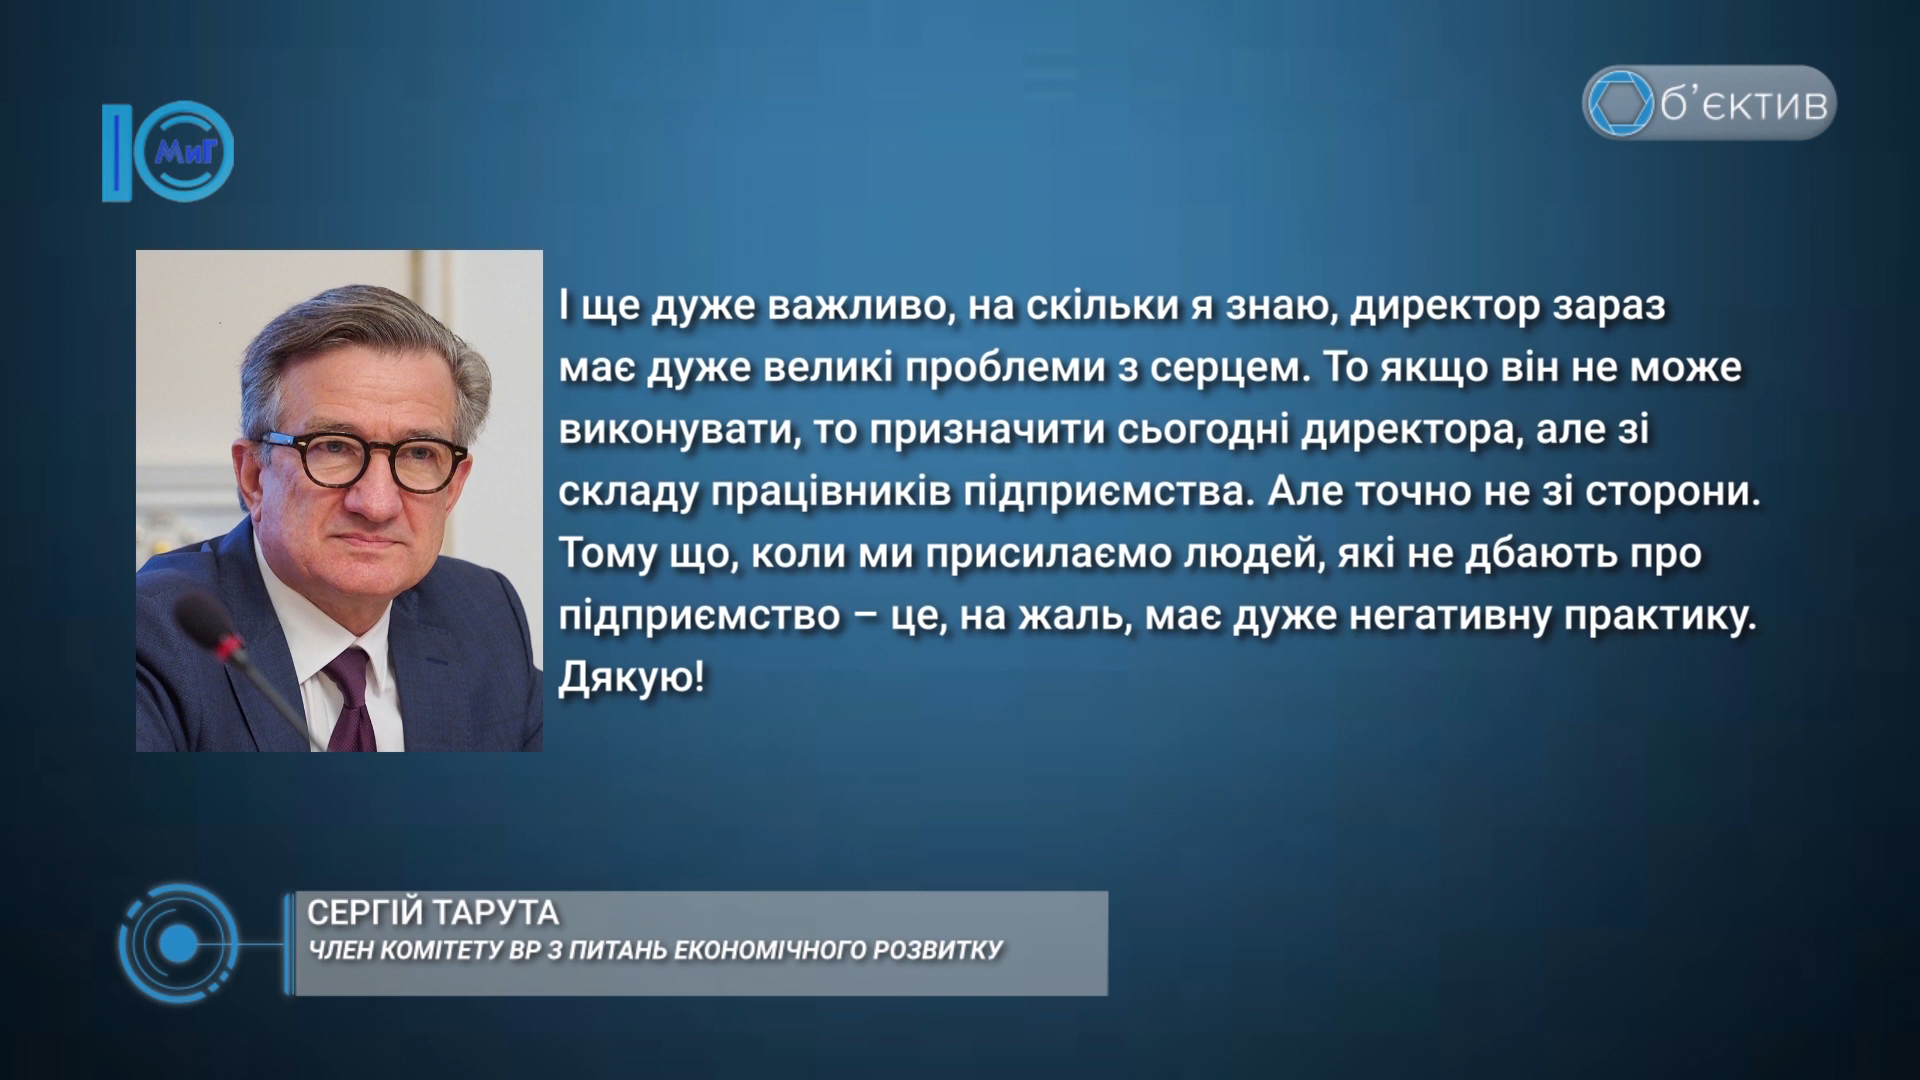 МиГ
б’єктив
І ще дуже важливо, на скільки я знаю, директор зараз
має дуже великі проблеми з серцем. То якщо він не може
виконувати, то призначити сьогодні директора, але зі
складу працівників підприємства. Але точно не зі сторони.
Тому що, коли ми присилаємо людей, які не дбають про
підприємство – це, на жаль, має дуже негативну практику.
Дякую!
СЕРГІЙ ТАРУТА
ЧЛЕН КОМІТЕТУ ВР З ПИТАНЬ ЕКОНОМІЧНОГО РОЗВИТКУ